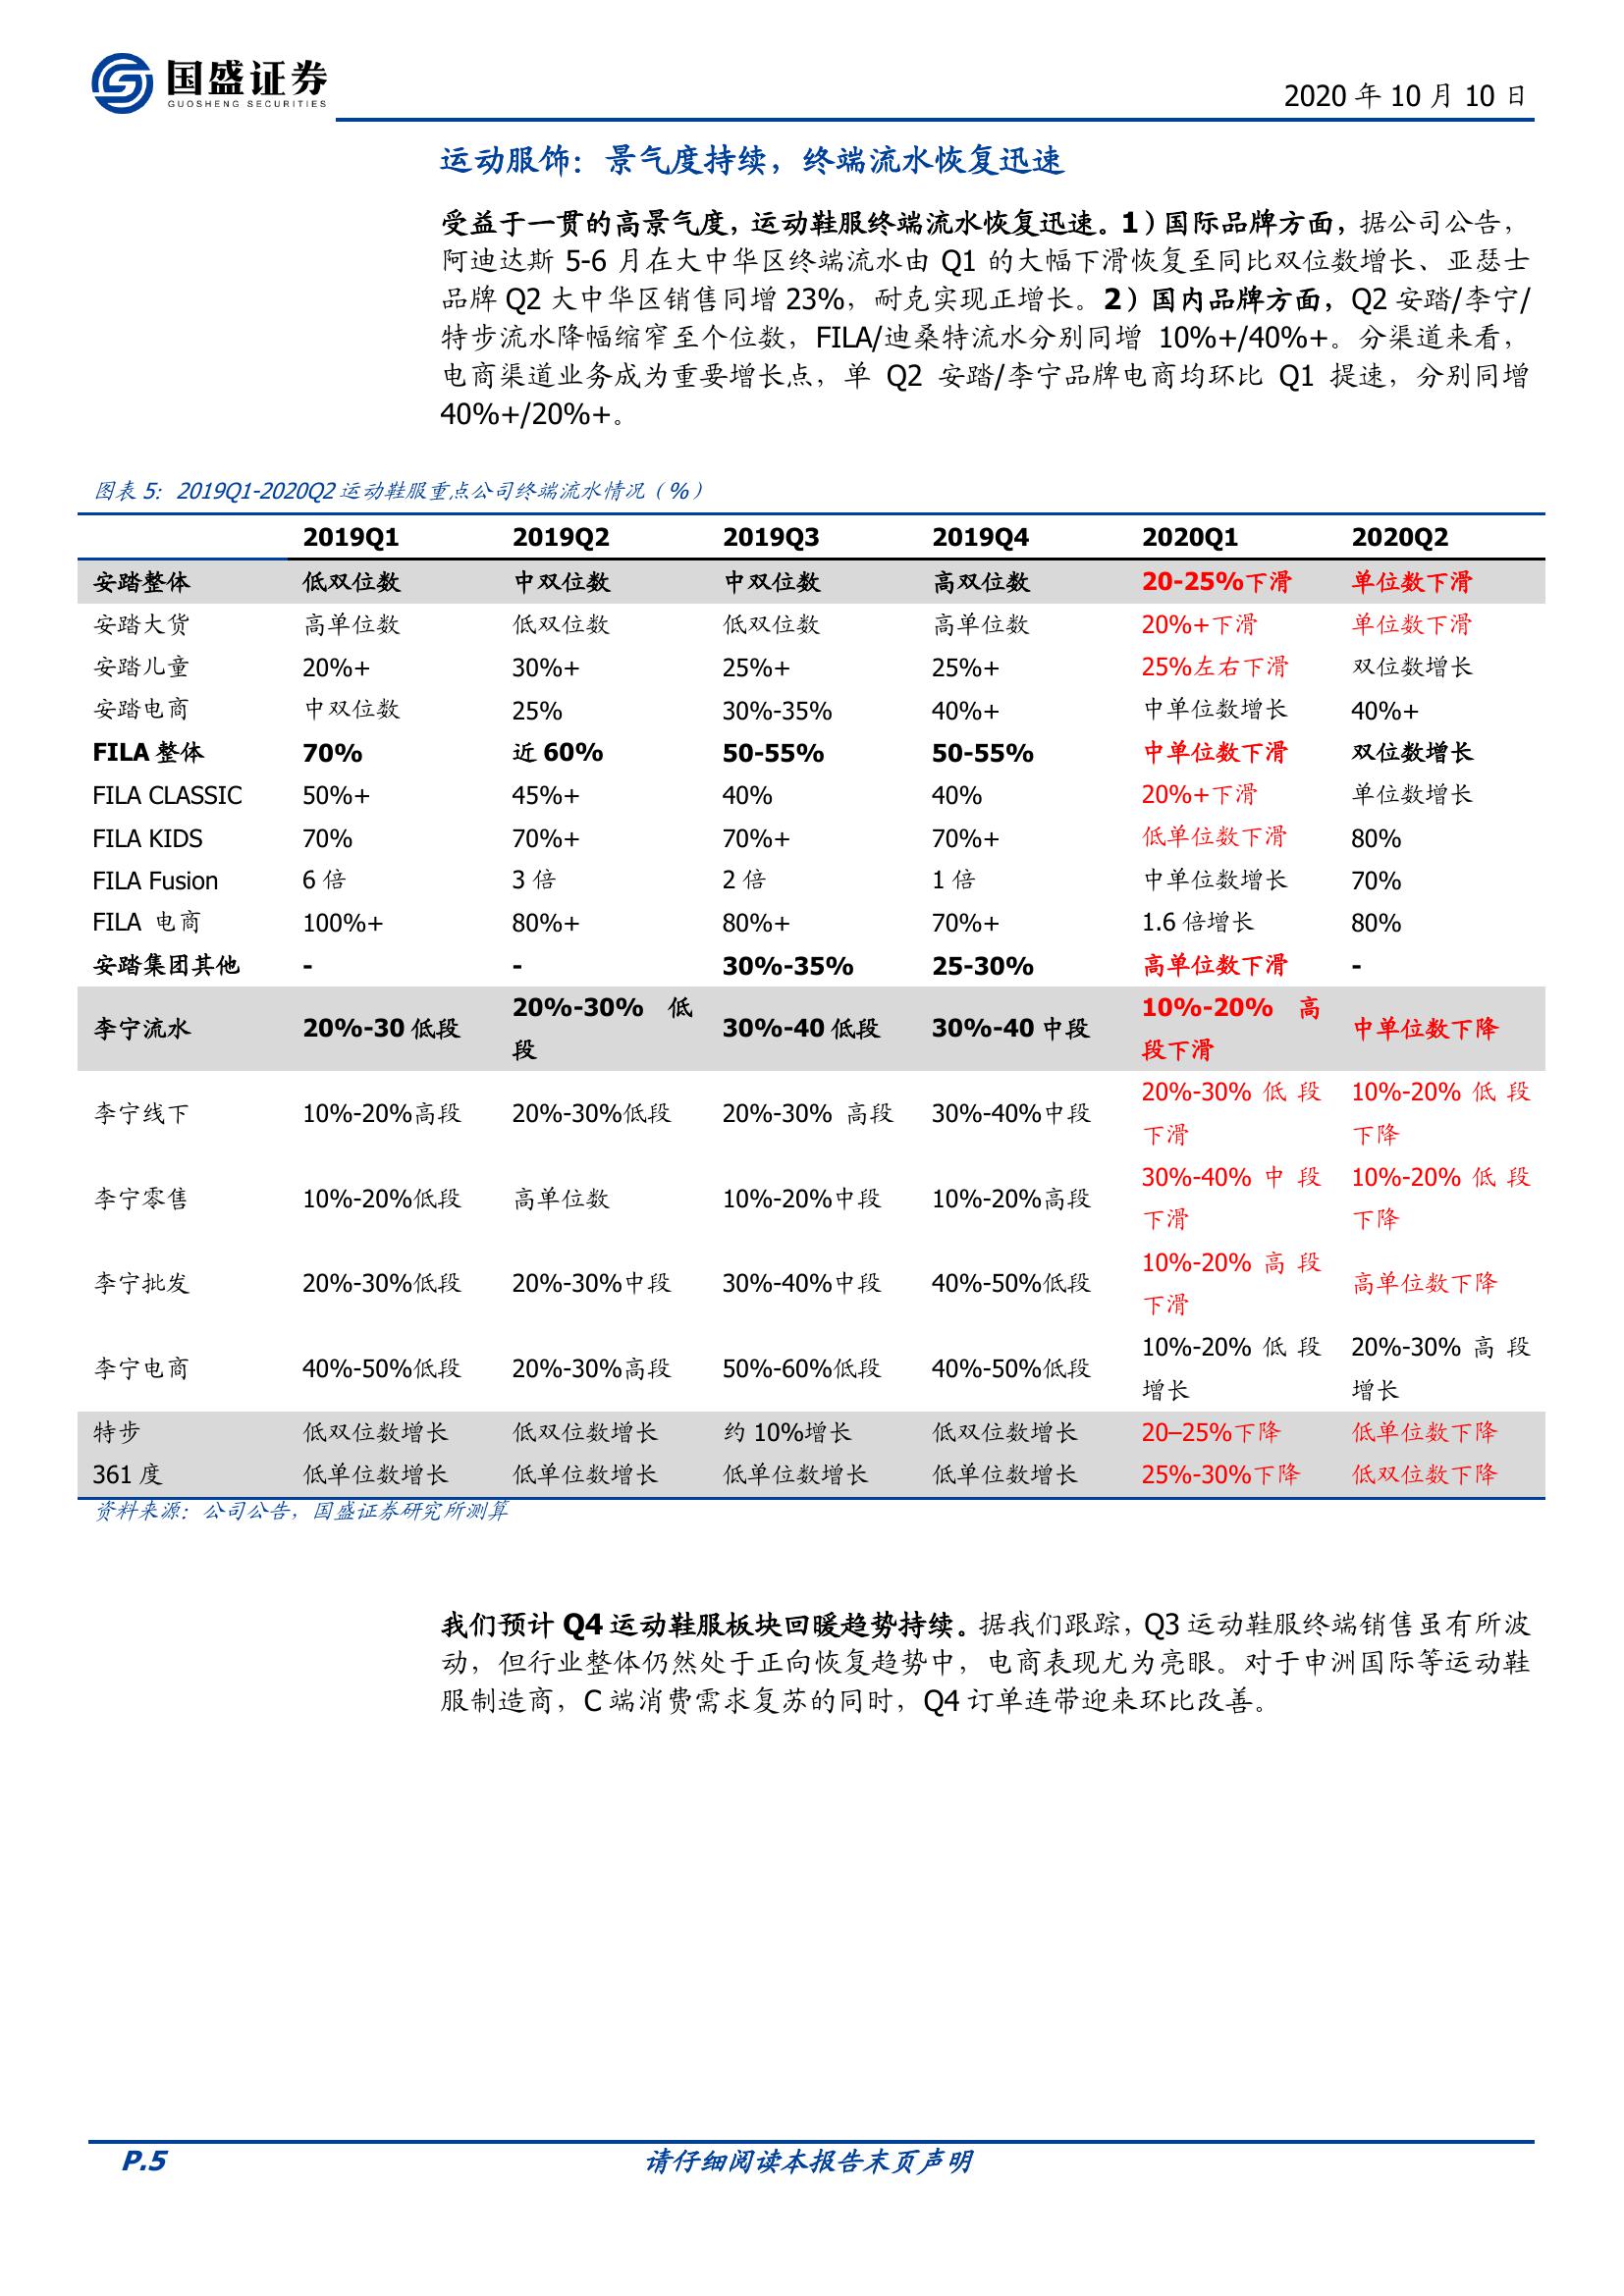 国盛证券
GUOSHENG SECURITIES
2020 年 10 月 10 日
运动服饰：景气度持续，终端流水恢复迅速
受益于一贯的高景气度，运动鞋服终端流水恢复迅速。1）国际品牌方面，据公司公告，
阿迪达斯 5-6 月在大中华区终端流水由 Q1 的大幅下滑恢复至同比双位数增长、亚瑟士
品牌 Q2 大中华区销售同增 23%，耐克实现正增长。2）国内品牌方面，Q2 安踏/李宁/
特步流水降幅缩窄至个位数，FILA/迪桑特流水分别同增 10%+/40%+。分渠道来看，
电商渠道业务成为重要增长点，单 Q2 安踏/李宁品牌电商均环比 Q1 提速，分别同增
40%+/20%+。
图表 5：2019Q1-2020Q2 运动鞋服重点公司终端流水情况（%）
2019Q1 2019Q2 2019Q3 2019Q4 2020Q1 2020Q2
安踏整体 低双位数 中双位数 中双位数 高双位数 20-25%下滑 单位数下滑
安踏大货 高单位数 低双位数 低双位数 高单位数 20%+下滑 单位数下滑
安踏儿童 20%+ 30%+ 25%+ 25%+ 25%左右下滑 双位数增长
安踏电商 中双位数 25% 30%-35% 40%+ 中单位数增长 40%+
FILA 整体 70% 近 60% 50-55% 50-55% 中单位数下滑 双位数增长
FILA CLASSIC 50%+ 45%+ 40% 40% 20%+下滑 单位数增长
FILA KIDS 70% 70%+ 70%+ 70%+ 低单位数下滑 80%
FILA Fusion 6 倍 3 倍 2 倍 1 倍 中单位数增长 70%
FILA 电商 100%+ 80%+ 80%+ 70%+ 1.6 倍增长 80%
安踏集团其他 - - 30%-35% 25-30% 高单位数下滑 -
李宁流水 20%-30 低段 20%-30% 低段 30%-40 低段 30%-40 中段 10%-20% 高段下滑 中单位数下降
李宁线下 10%-20%高段 20%-30%低段 20%-30% 高段 30%-40%中段 20%-30% 低段下滑 10%-20% 低段下降
李宁零售 10%-20%低段 高单位数 10%-20%中段 10%-20%高段 30%-40% 中段下滑 10%-20% 低段下降
李宁批发 20%-30%低段 20%-30%中段 30%-40%中段 40%-50%低段 10%-20% 高段下滑 高单位数下降
李宁电商 40%-50%低段 20%-30%高段 50%-60%低段 40%-50%低段 10%-20% 低段增长 20%-30% 高段增长
特步 低双位数增长 低双位数增长 约 10%增长 低双位数增长 20–25%下降 低单位数下降
361 度 低单位数增长 低单位数增长 低单位数增长 低单位数增长 25%-30%下降 低双位数下降
资料来源：公司公告，国盛证券研究所测算
我们预计 Q4 运动鞋服板块回暖趋势持续。据我们跟踪，Q3 运动鞋服终端销售虽有所波
动，但行业整体仍然处于正向恢复趋势中，电商表现尤为亮眼。对于申洲国际等运动鞋
服制造商，C 端消费需求复苏的同时，Q4 订单连带迎来环比改善。
P.5
请仔细阅读本报告末页声明